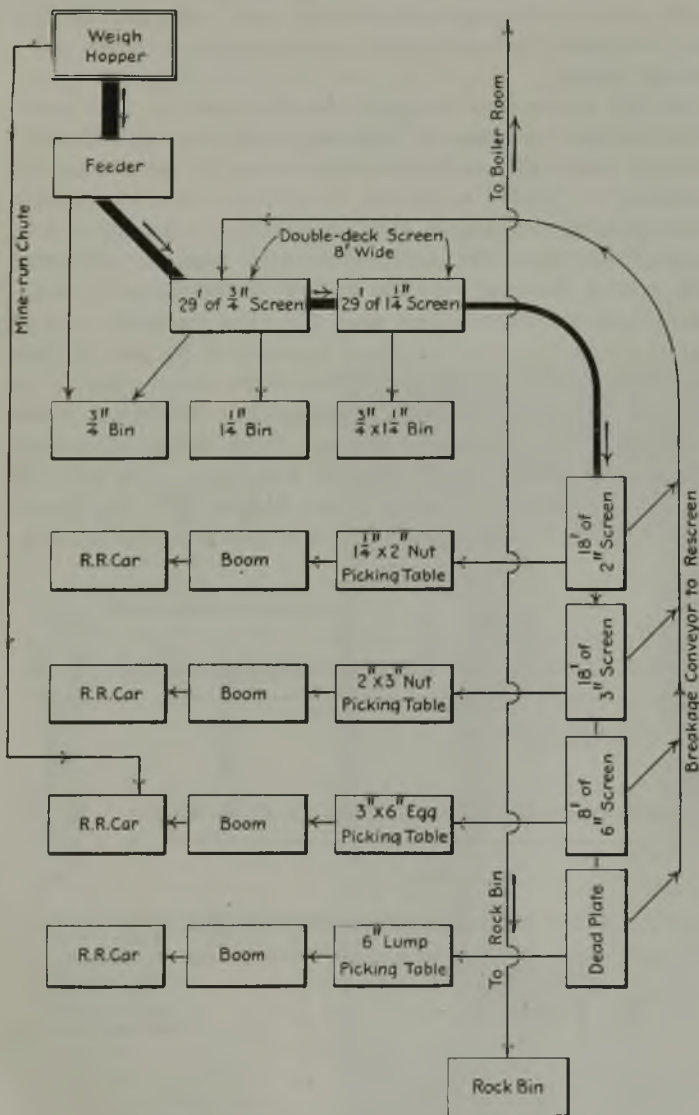 Weigh
Hopper
To Boiler Room
Feeder
Mine-run Chute
Double-deck Screen
8' Wide
29' of 3/4" Screen
29' of 1 1/4" Screen
3/4" Bin
1 1/4" Bin
3/4" x 1 1/4" Bin
18' of
2" Screen
R.R.Car
Boom
1 1/4" x 2" Nut
Picking Table
Breakage Conveyor to Rescreen
18' of
3" Screen
R.R.Car
Boom
2" x 3" Nut
Picking Table
8' of
6" Screen
R.R.Car
Boom
3" x 6" Egg
Picking Table
Dead Plate
R.R.Car
Boom
6" Lump
Picking Table
To Rock Bin
Rock Bin